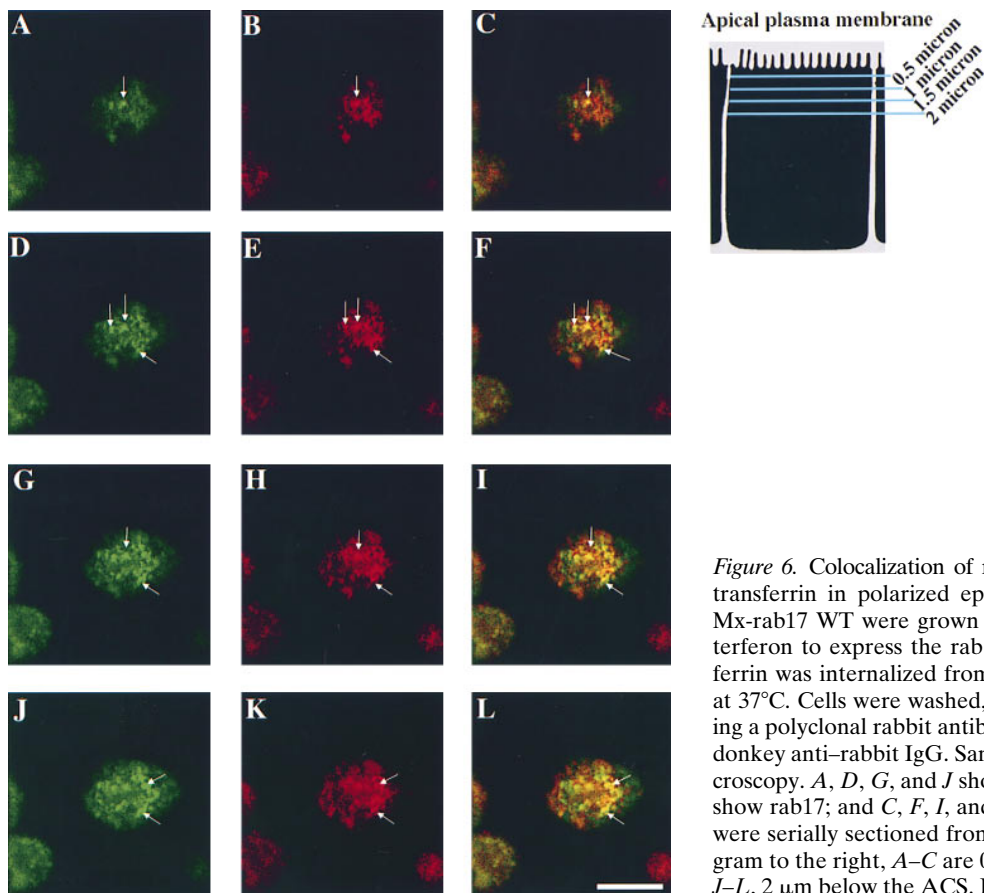 A
B
C
Apical plasma membrane
0.5 micron
1 micron
1.5 micron
2 micron
D
E
F
G
H
I
Figure 6. Colocalization of
transferrin in polarized
Mx-rab17 WT were grown
terferon to express the rab
ferrin was internalized from
at 37°C. Cells were washed,
ing a polyclonal rabbit antib
donkey anti–rabbit IgG. Sar
croscopy. A, D, G, and J sho
show rab17; and C, F, I, and
were serially sectioned from
gram to the right, A–C are 0
J–L, 2 μm below the ACS.
J
K
L